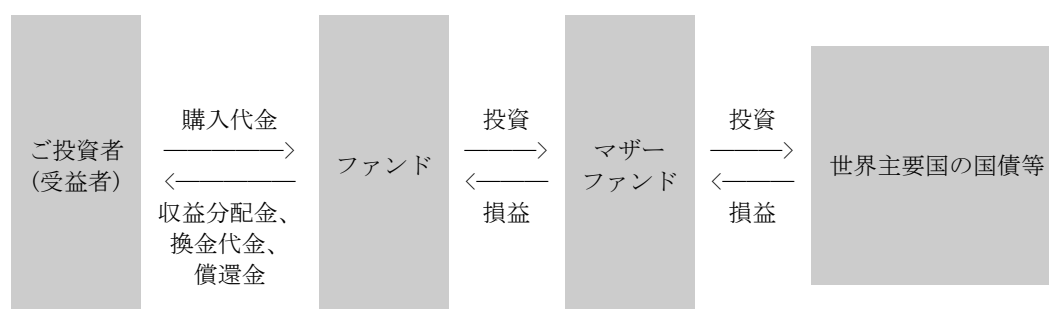 ご投資者
(受益者)
購入代金
収益分配金、
換金代金、
償還金
ファンド
投資
損益
マザー
ファンド
投資
損益
世界主要国の国債等